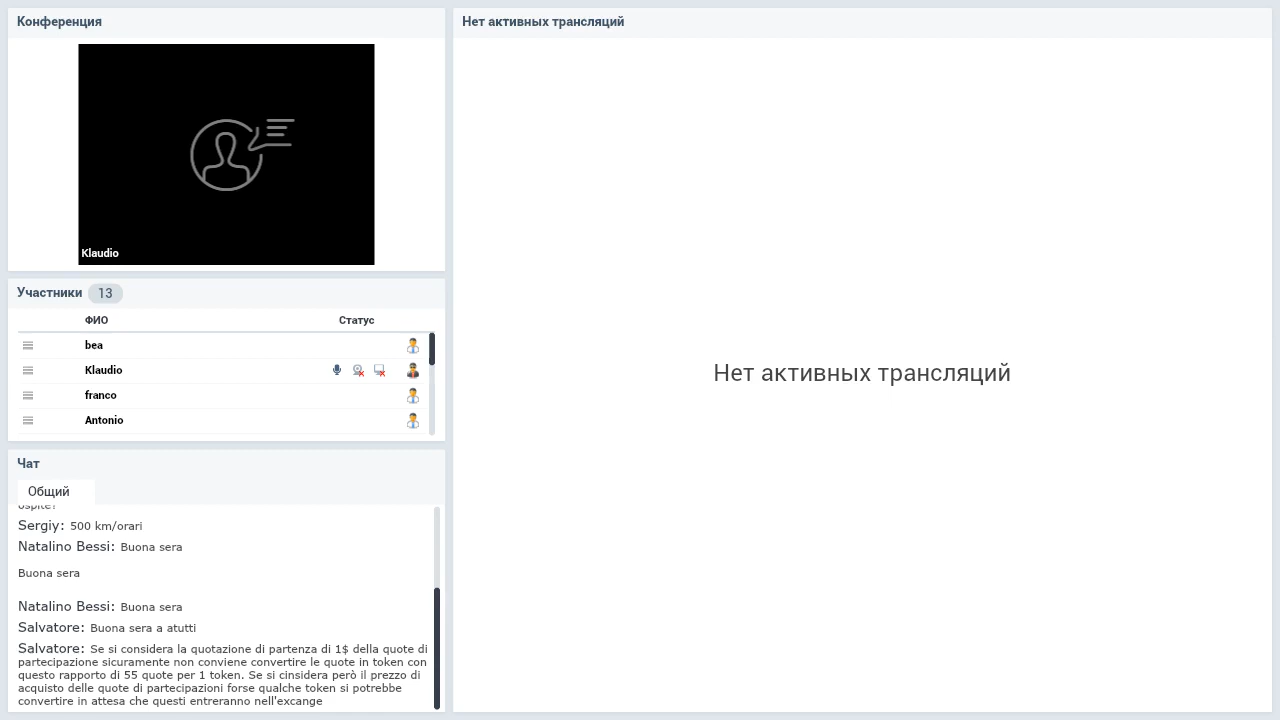 Конференция
Klaudio
Участники 13
ФИО Статус
bea
Klaudio
franco
Antonio
Чат
Общий
ospite!
Sergiy: 500 km/orari
Natalino Bessi: Buona sera
Buona sera
Natalino Bessi: Buona sera
Salvatore: Buona sera a atutti
Salvatore: Se si considera la quotazione di partenza di 1$ della quote di
partecipazione sicuramente non conviene convertire le quote in token con
questo rapporto di 55 quote per 1 token. Se si cinsidera però il prezzo di
acquisto delle quote di partecipazioni forse qualche token si potrebbe
convertire in attesa che questi entreranno nell'excange
Нет активных трансляций
Нет активных трансляций